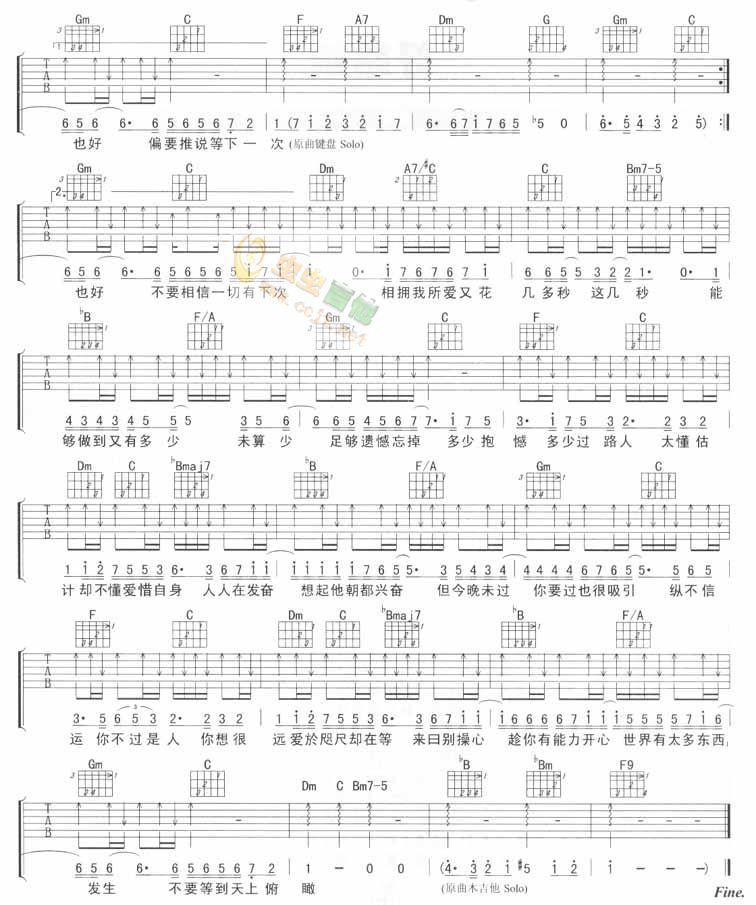 Gm C F A7 Dm G Gm C
T A B
6 5 6 6· 6 5 6 5 6 7 2 | 1 (7 i 2 3 2 i 7 | 6· 6 7 i 7 6 5 ♭5 0 | 6· 5 4 3 2 5) :||
也好 偏要推说等下一 次 (原曲键盘 Solo)
Gm C Dm A7/♯C C Bm7-5
2.
T A B
6 5 6 6· 6 5 6 5 6 5 i 7 i i 0· i 7 6 7 6 7 i | 6 6 5 5 3 2 2 1· 0· 1
也好 不要相信一切有下次 相拥我所爱又花 几多秒 这几 秒 能
虫虫吉他
www.ccjt.net
♭B F/A Gm C F C
T A B
4 3 4 3 4 5 5 5 3 5 6 | 6 6 5 4 5 6 7 7· i 7 5 | 3· i 7 5 3 2· 2 3 2
够做到又有多 少 未算 少 足够遗憾忘掉 多少抱 憾 多少过 路人 太懂估
Dm C ♭Bmaj7 ♭B F/A Gm C
T A B
1 i 2 7 5 5 3 6· 3 6 7 i i | i i i i i 7 6 5· 3 5 4 3 4 | 5 4 4 4 4 6 7 6 5· 5· 6 5
计却不懂爱惜自身 人人在发奋 想起他朝都兴奋 但今晚未过 你要过也很吸引 纵不信
F C Dm C ♭Bmaj7 ♭B F/A
T A B
3· 5 6 5 3 2· 2 3 2 | 1 i 2 7 5 5 3 6· 3 6 7 i i | i 6 6 6 6 7 i i i 5 5 5 5 7 i 6
运 你不过是人 你想很 远爱於咫尺却在等 来曰别操心 趁你有能力开心 世界有太多东西
Gm C Dm C Bm7-5 ♭B ♭Bm F9
T A B
6 5 6 6· 6 5 6 5 6 7 2 | 1 - 0 0 | (4· 3 2 i ♯5 i 2 | i - - -) ||
发生 不要等到天上俯 瞰 (原曲木吉他 Solo)
Fine.